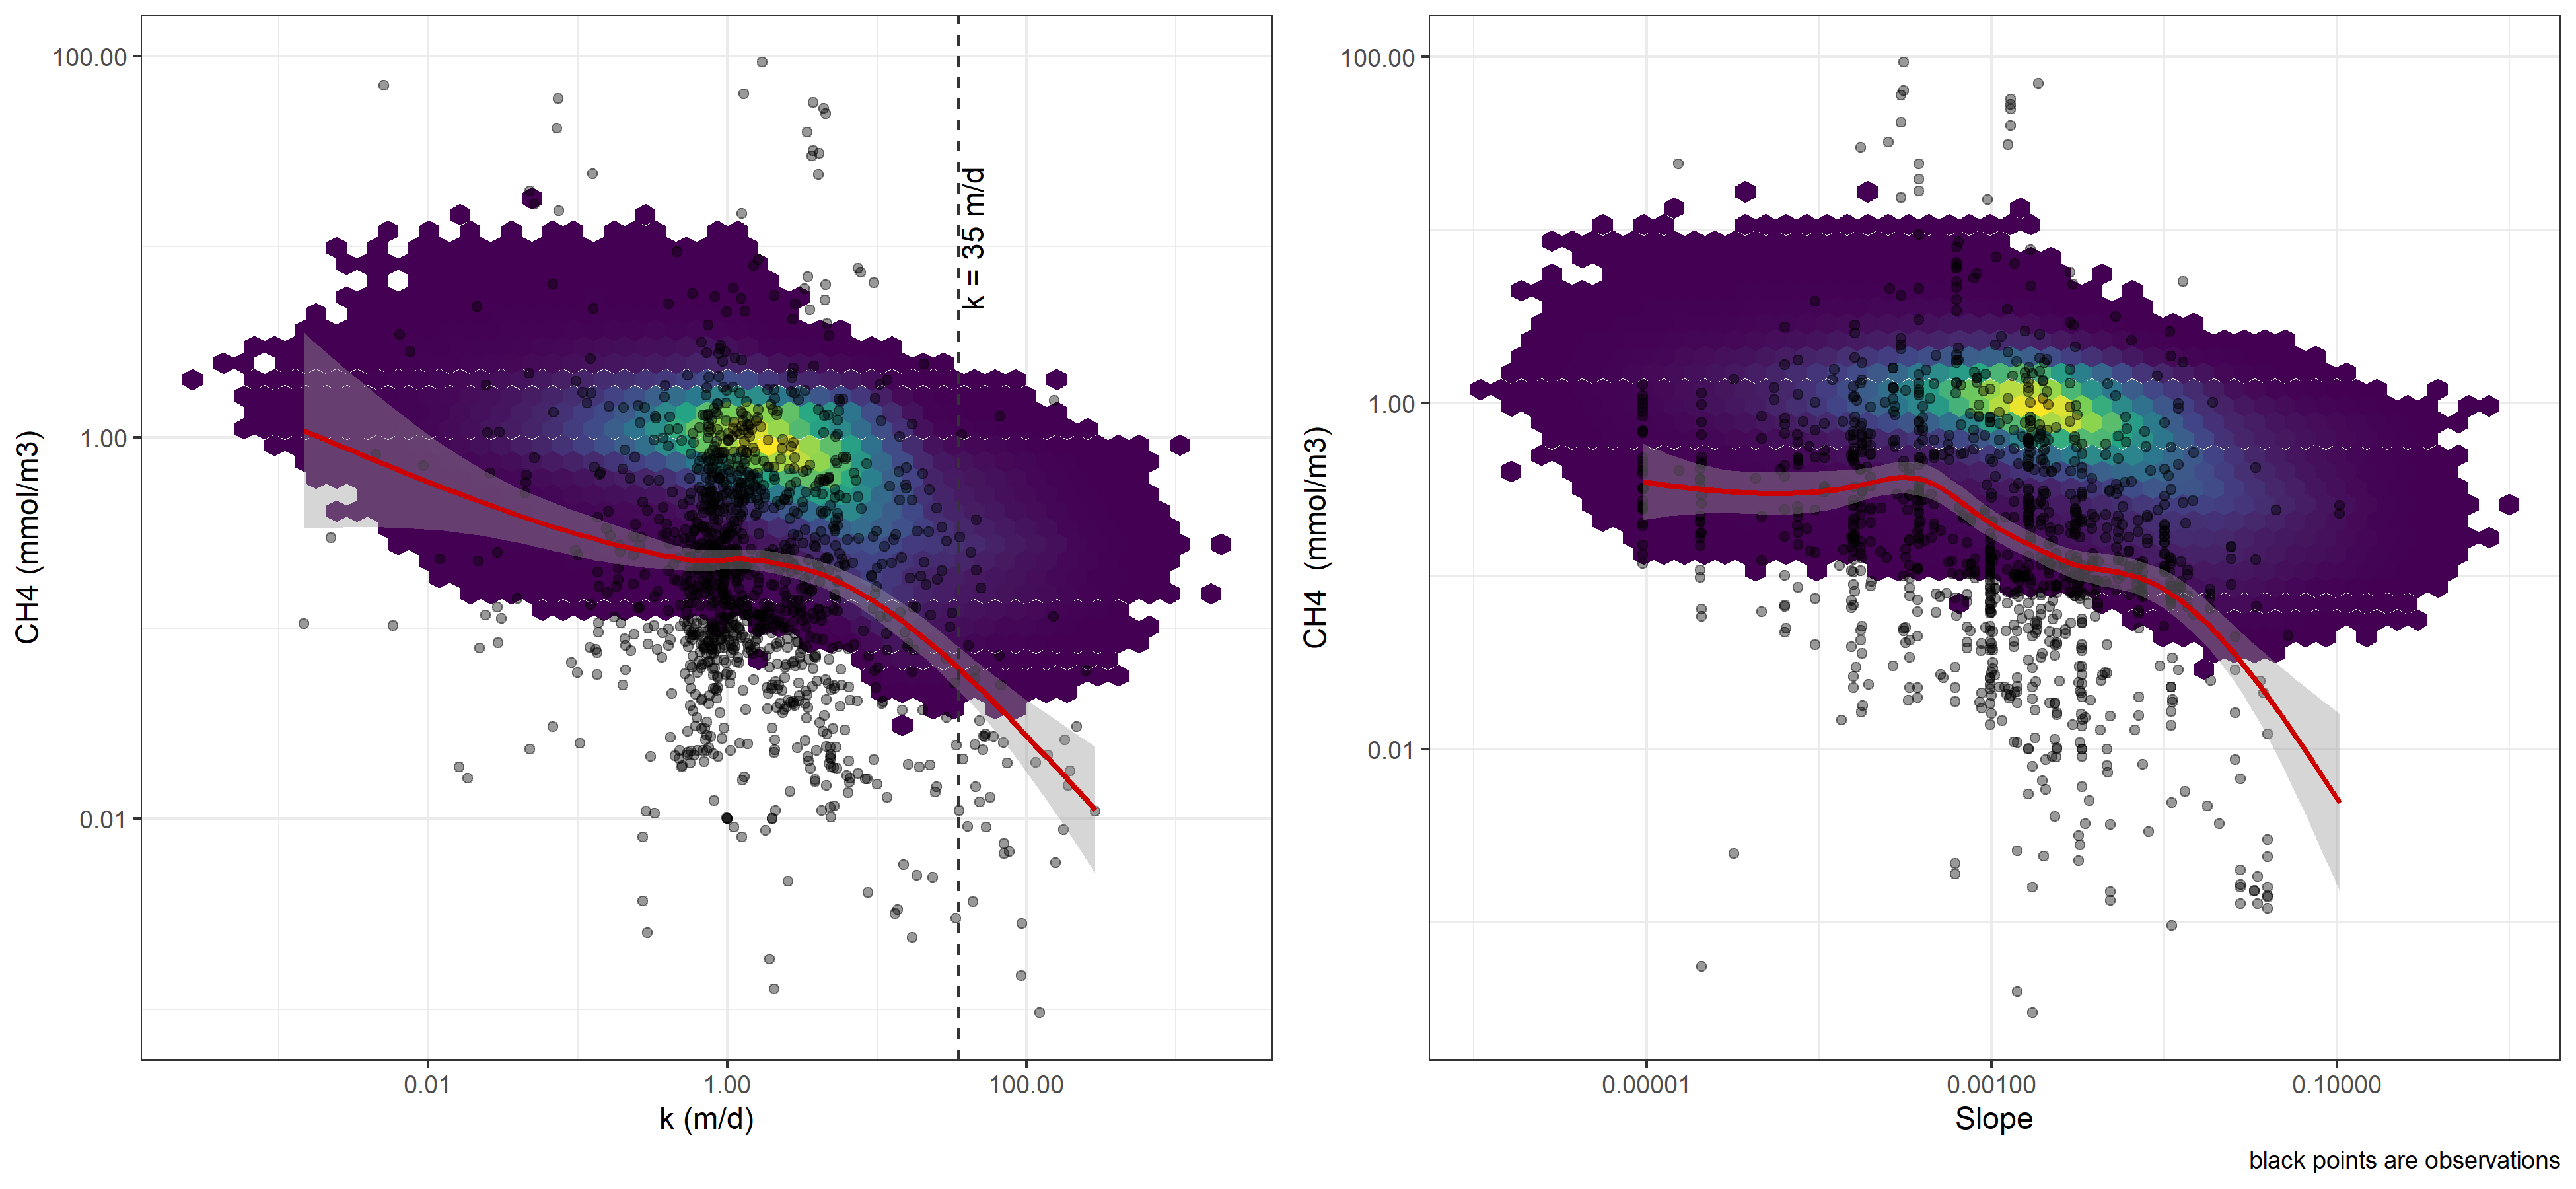 100.00
1.00
0.01
CH4 (mmol/m3)
k = 35 m/d
0.01
1.00
100.00
k (m/d)
100.00
1.00
0.01
CH4 (mmol/m3)
0.00001
0.00100
0.10000
Slope
black points are observations